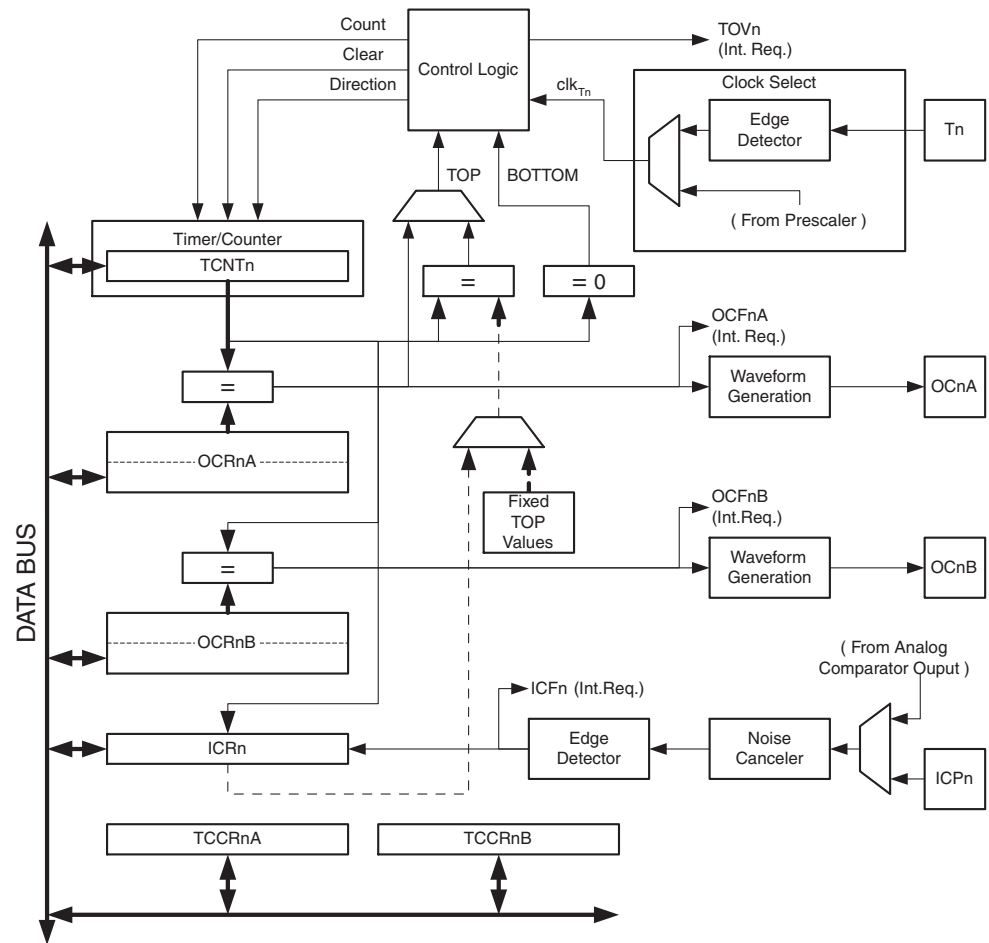 Count
Clear
Direction
Control Logic
TOVn
(Int. Req.)
clkTn
Clock Select
Edge
Detector
Tn
( From Prescaler )
TOP
BOTTOM
Timer/Counter
TCNTn
=
= 0
OCFnA
(Int. Req.)
=
Waveform
Generation
OCnA
OCRnA
Fixed
TOP
Values
OCFnB
(Int.Req.)
=
Waveform
Generation
OCnB
OCRnB
DATA BUS
( From Analog
Comparator Ouput )
ICFn (Int.Req.)
ICRn
Edge
Detector
Noise
Canceler
ICPn
TCCRnA
TCCRnB